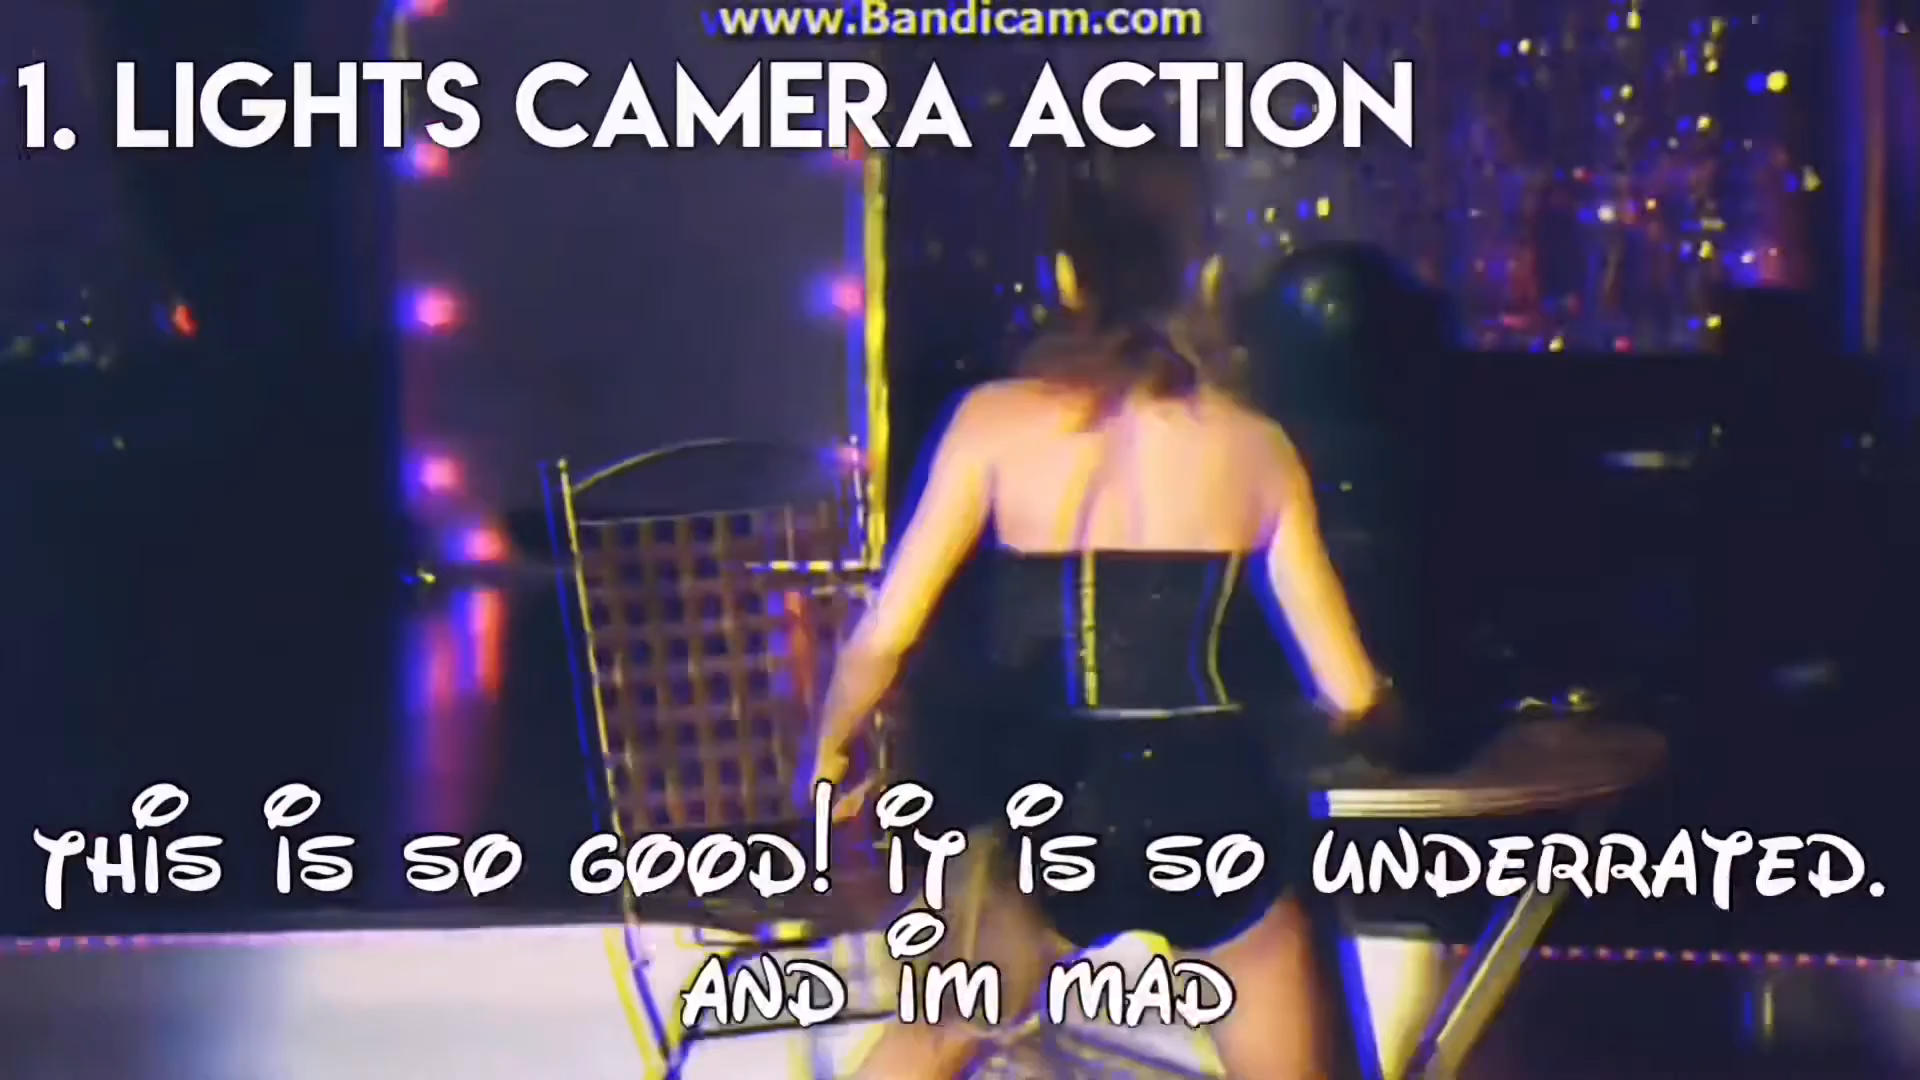 www.Bandicam.com
1. LIGHTS CAMERA ACTION
THIS IS SO GOOD! IT IS SO UNDERRATED.
AND IM MAD